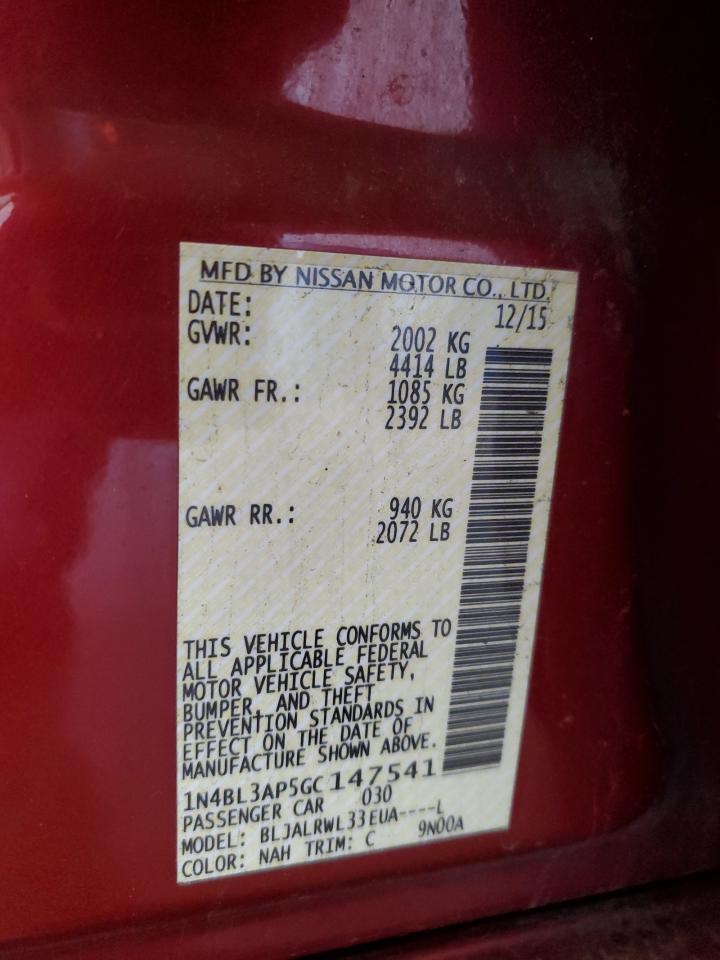 MFD BY NISSAN MOTOR CO., LTD.
DATE: 12/15
GVWR: 2002 KG
4414 LB
GAWR FR.: 1085 KG
2392 LB
GAWR RR.: 940 KG
2072 LB
THIS VEHICLE CONFORMS TO
ALL APPLICABLE FEDERAL
MOTOR VEHICLE SAFETY,
BUMPER, AND THEFT
PREVENTION STANDARDS IN
EFFECT ON THE DATE OF
MANUFACTURE SHOWN ABOVE.
1N4BL3AP5GC147541
PASSENGER CAR 030
MODEL: BLJALRWL33EUA----L
COLOR: NAH TRIM: C 9N00A